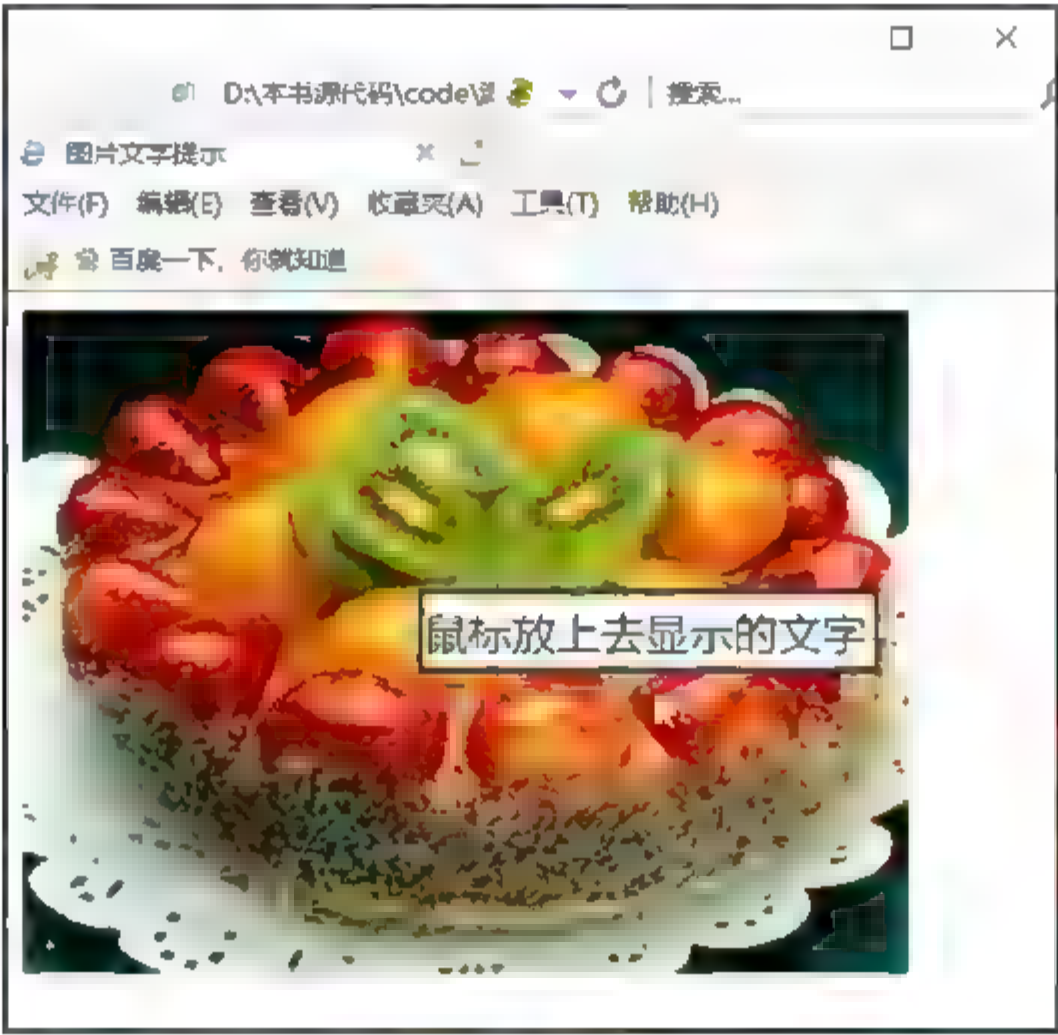 D:\本书源代码\code\ 搜索...
图片文字提示
文件(F) 编辑(E) 查看(V) 收藏夹(A) 工具(T) 帮助(H)
百度一下，你就知道
鼠标放上去显示的文字